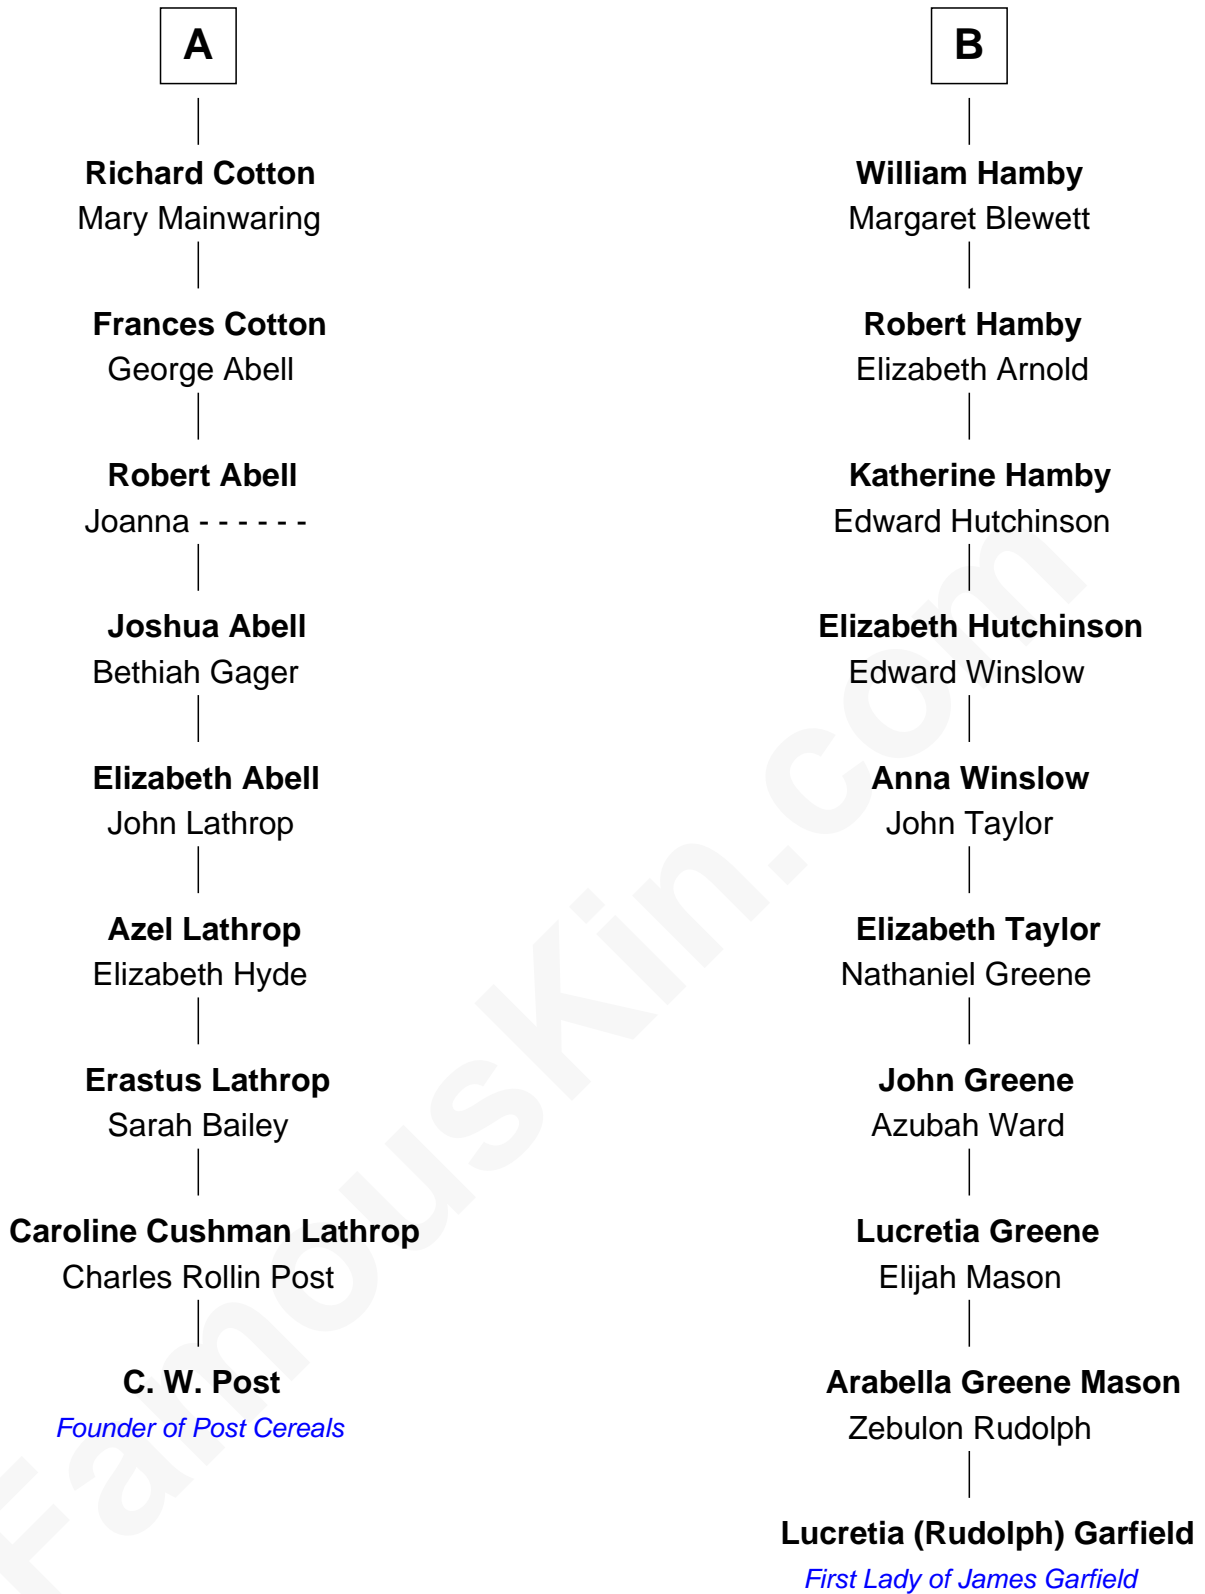 A
Richard Cotton
Mary Mainwaring
Frances Cotton
George Abell
Robert Abell
Joanna - - - - - -
Joshua Abell
Bethiah Gager
Elizabeth Abell
John Lathrop
Azel Lathrop
Elizabeth Hyde
Erastus Lathrop
Sarah Bailey
Caroline Cushman Lathrop
Charles Rollin Post
C. W. Post
Founder of Post Cereals
B
William Hamby
Margaret Blewett
Robert Hamby
Elizabeth Arnold
Katherine Hamby
Edward Hutchinson
Elizabeth Hutchinson
Edward Winslow
Anna Winslow
John Taylor
Elizabeth Taylor
Nathaniel Greene
John Greene
Azubah Ward
Lucretia Greene
Elijah Mason
Arabella Greene Mason
Zebulon Rudolph
Lucretia (Rudolph) Garfield
First Lady of James Garfield
FamousKin.com